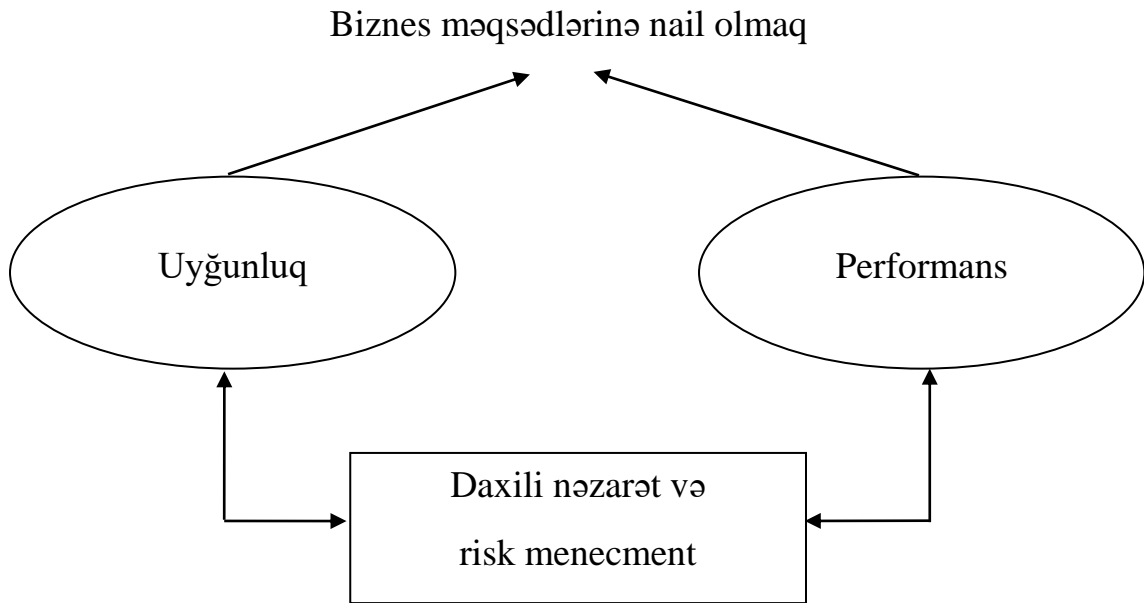 Biznes məqsədlərinə nail olmaq
Uyğunluq
Performans
Daxili nəzarət və
risk menecment